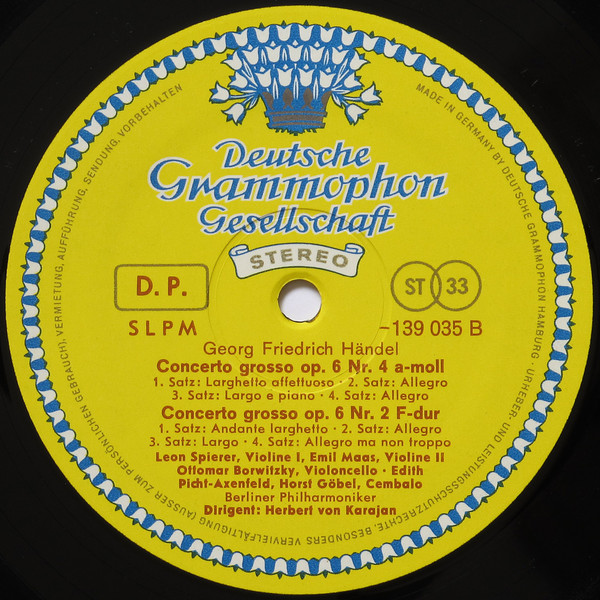 Deutsche
Grammophon
Gesellschaft
STEREO
D. P.
ST 33
SLPM
~139 035 B
Georg Friedrich Händel
Concerto grosso op. 6 Nr. 4 a-moll
1. Satz: Larghetto affettuoso · 2. Satz: Allegro
3. Satz: Largo e piano · 4. Satz: Allegro
Concerto grosso op. 6 Nr. 2 F-dur
1. Satz: Andante larghetto · 2. Satz: Allegro
3. Satz: Largo · 4. Satz: Allegro ma non troppo
Leon Spierer, Violine I, Emil Maas, Violine II
Ottomar Borwitzky, Violoncello · Edith
Picht-Axenfeld, Horst Göbel, Cembalo
Berliner Philharmoniker
Dirigent: Herbert von Karajan
MADE IN GERMANY BY DEUTSCHE GRAMMOPHON HAMBURG · URHEBER- UND LEISTUNGSSCHUTZRECHTE, BESONDERS VERVIELFÄLTIGUNG (AUSSER ZUM PERSÖNLICHEN GEBRAUCH), VERMIETUNG, AUFFÜHRUNG, SENDUNG, VORBEHALTEN